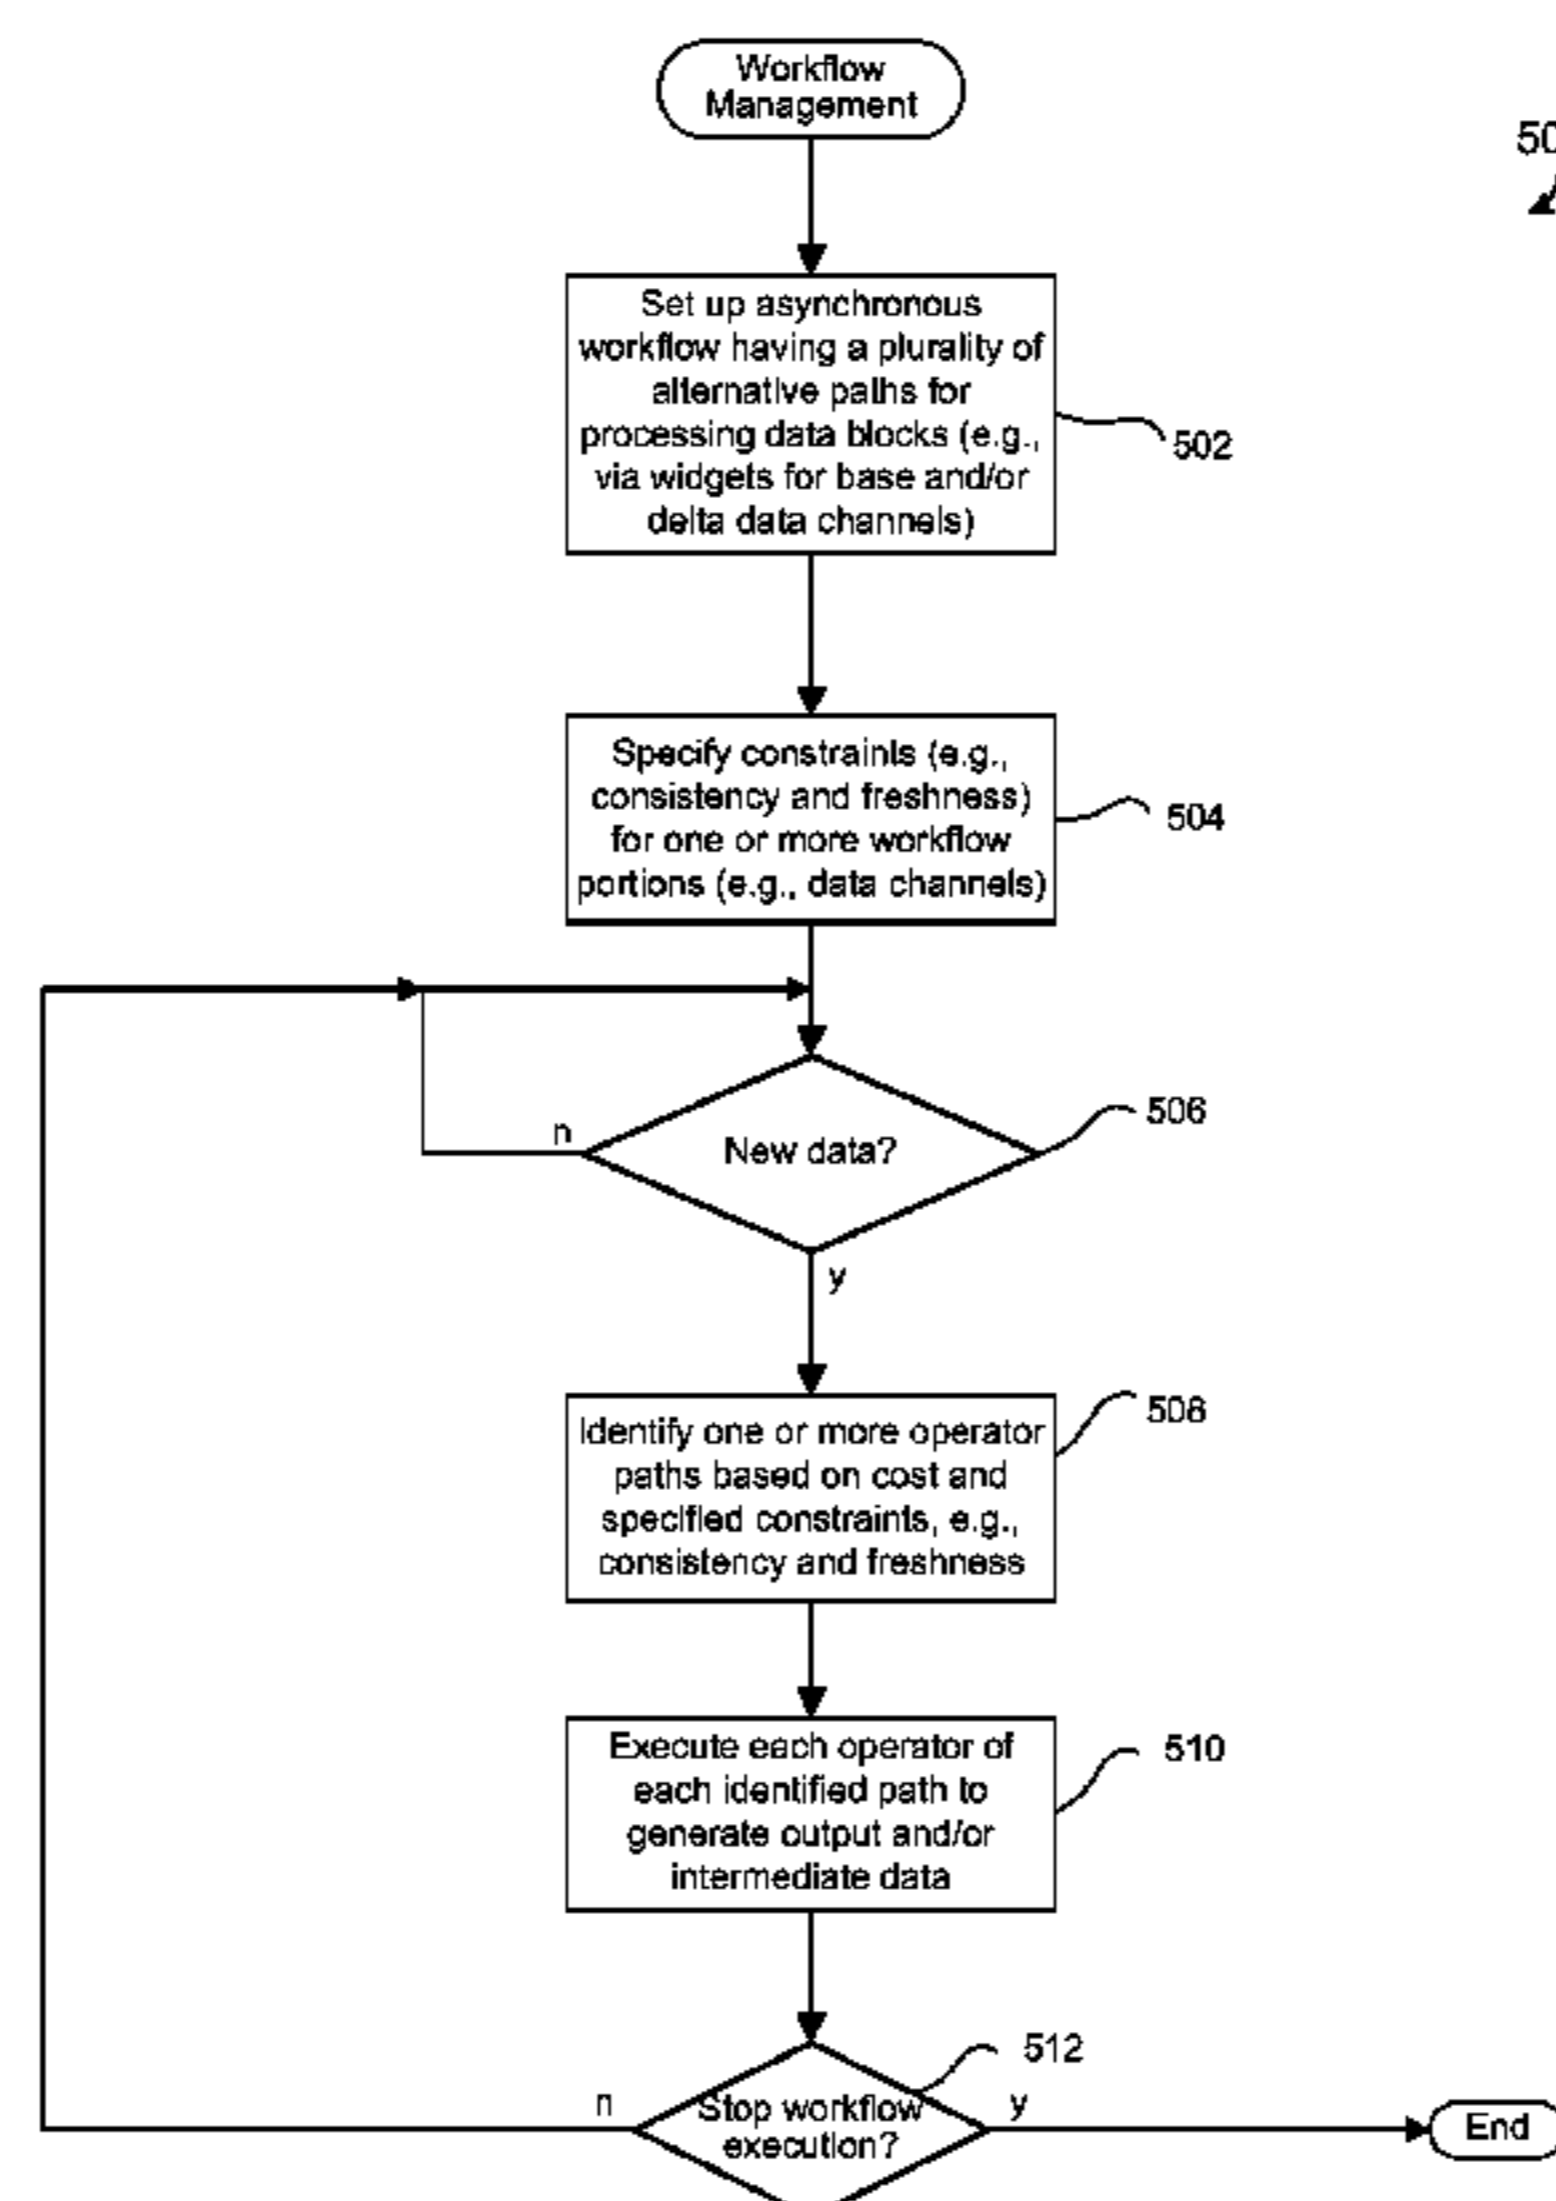 Workflow
Management
50
Set up asynchronous
workflow having a plurality of
alternative paths for
processing data blocks (e.g.,
via widgets for base and/or
delta data channels)
502
Specify constraints (e.g.,
consistency and freshness)
for one or more workflow
portions (e.g., data channels)
504
New data?
506
n
y
Identify one or more operator
paths based on cost and
specified constraints, e.g.,
consistency and freshness
508
Execute each operator of
each identified path to
generate output and/or
intermediate data
510
Stop workflow
execution?
512
n
y
End